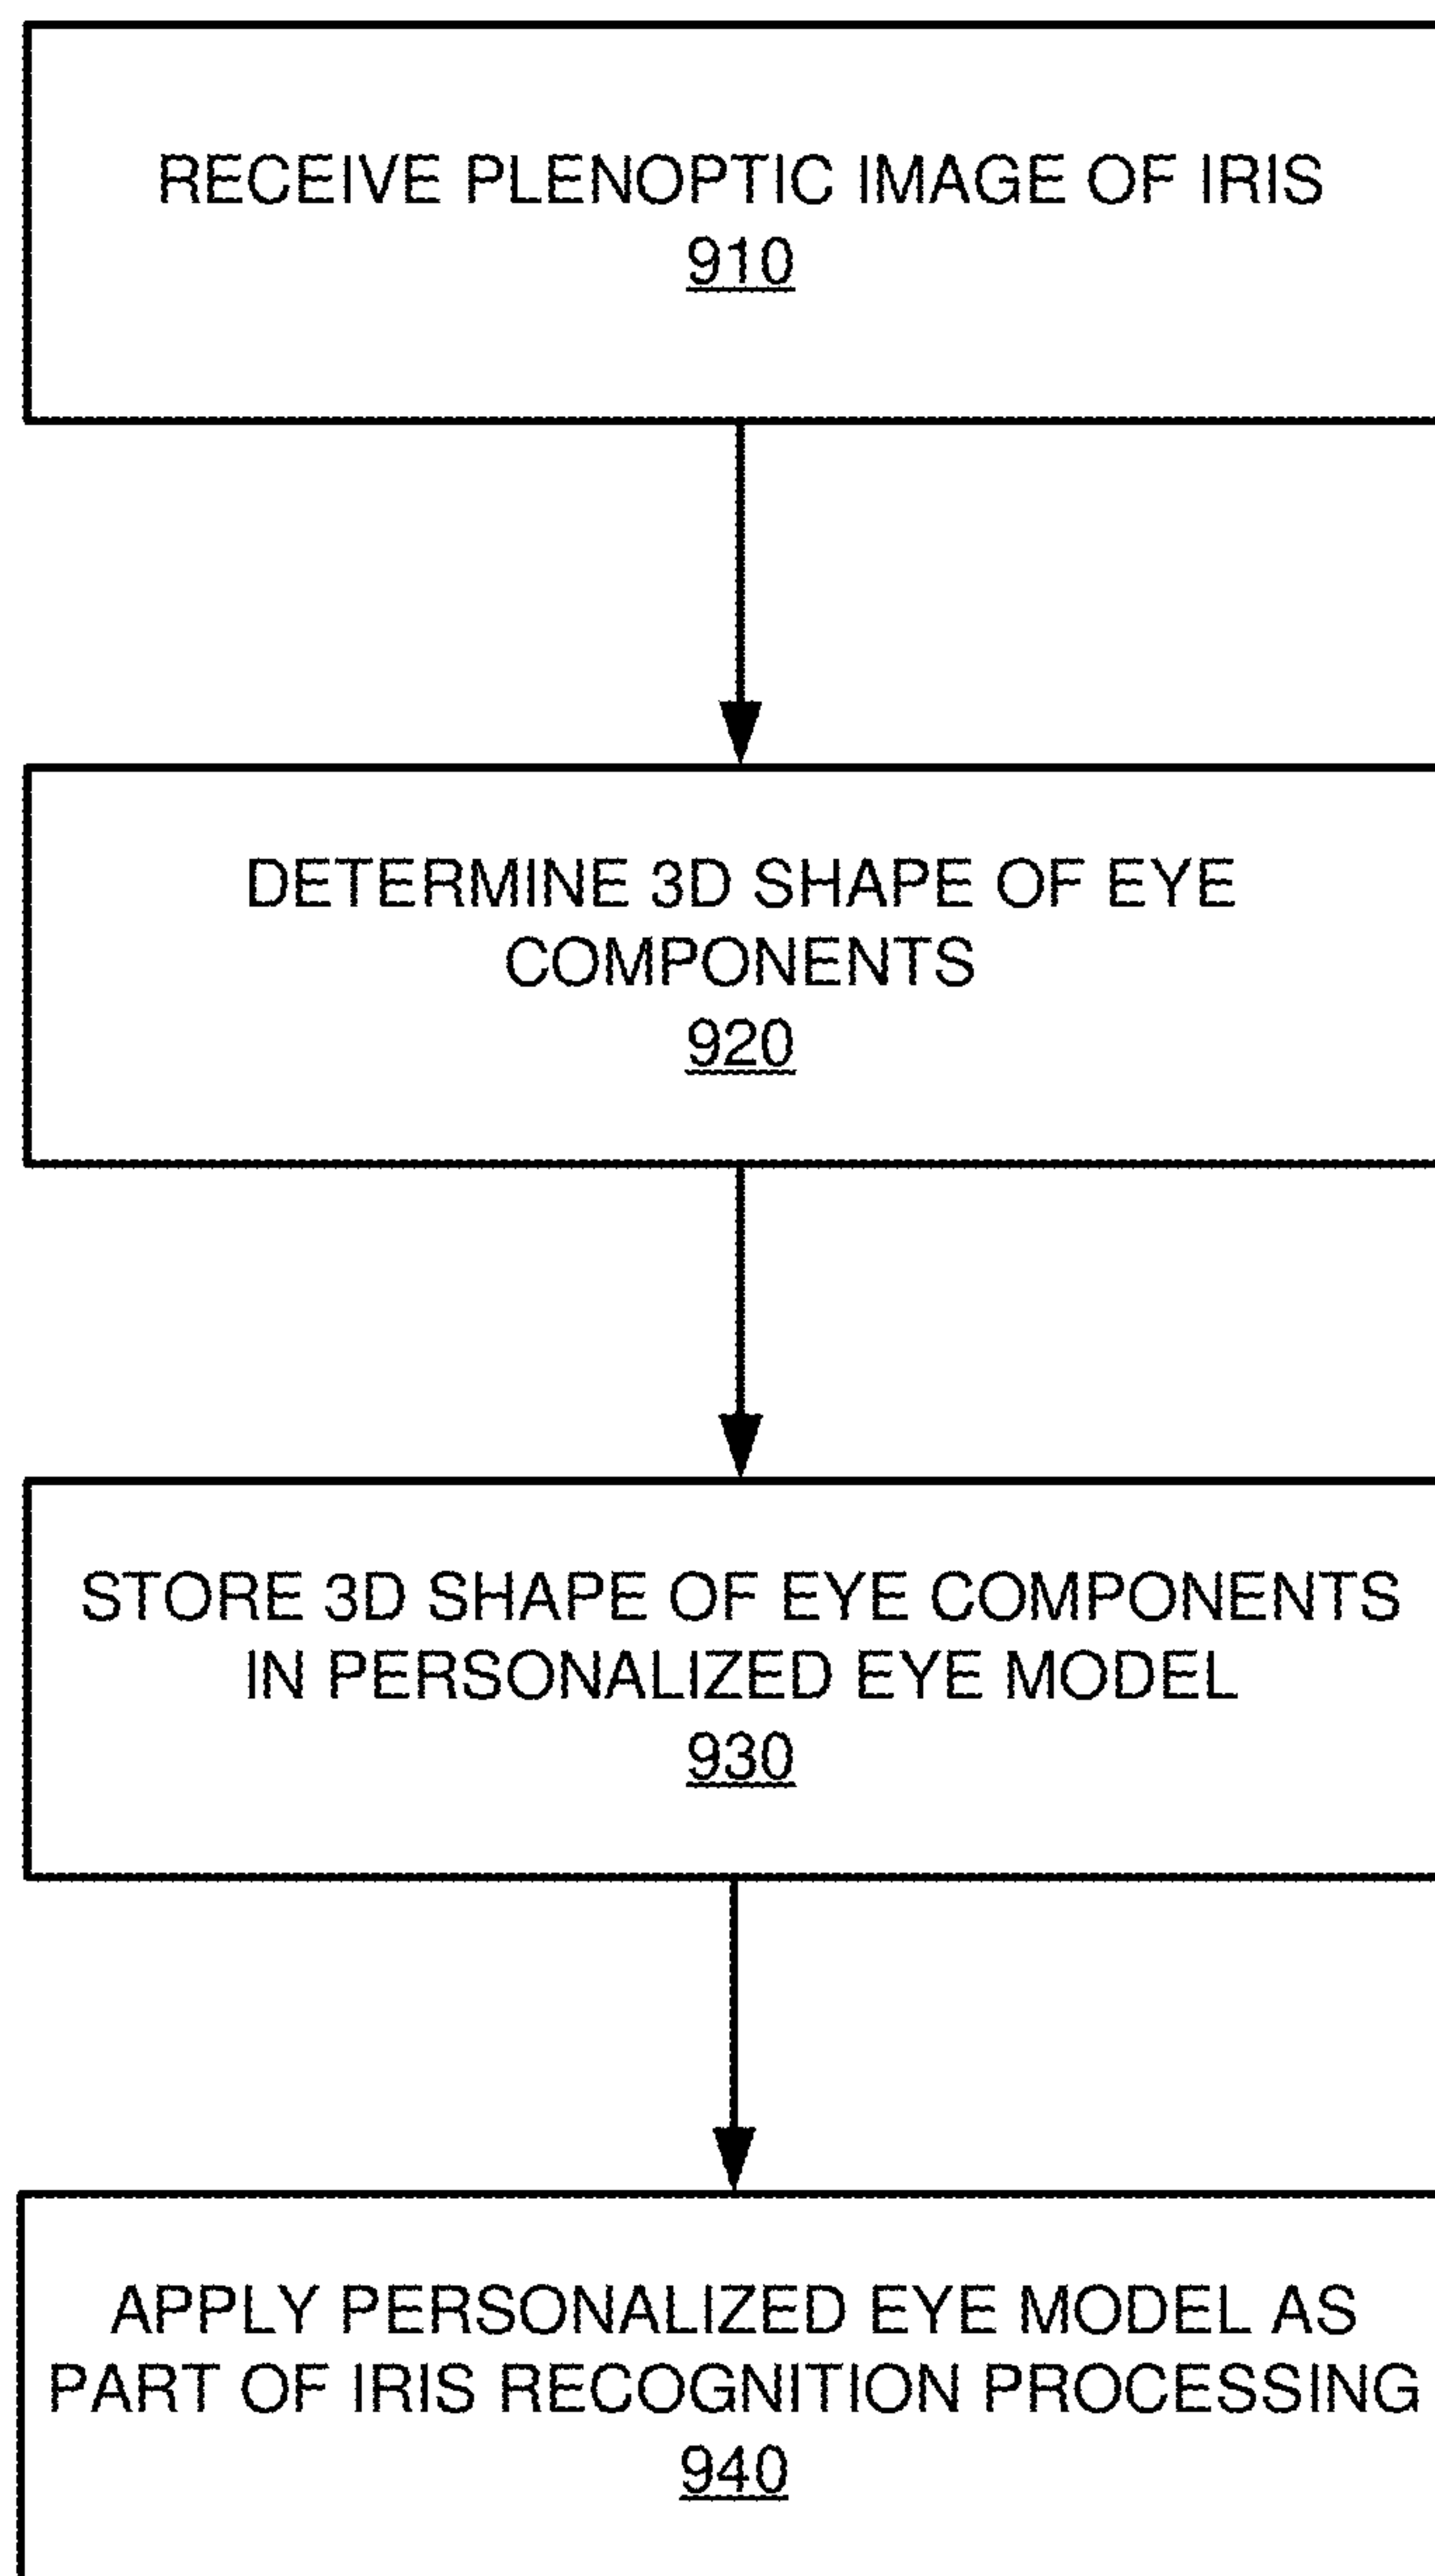 RECEIVE PLENOPTIC IMAGE OF IRIS
910
DETERMINE 3D SHAPE OF EYE
COMPONENTS
920
STORE 3D SHAPE OF EYE COMPONENTS
IN PERSONALIZED EYE MODEL
930
APPLY PERSONALIZED EYE MODEL AS
PART OF IRIS RECOGNITION PROCESSING
940